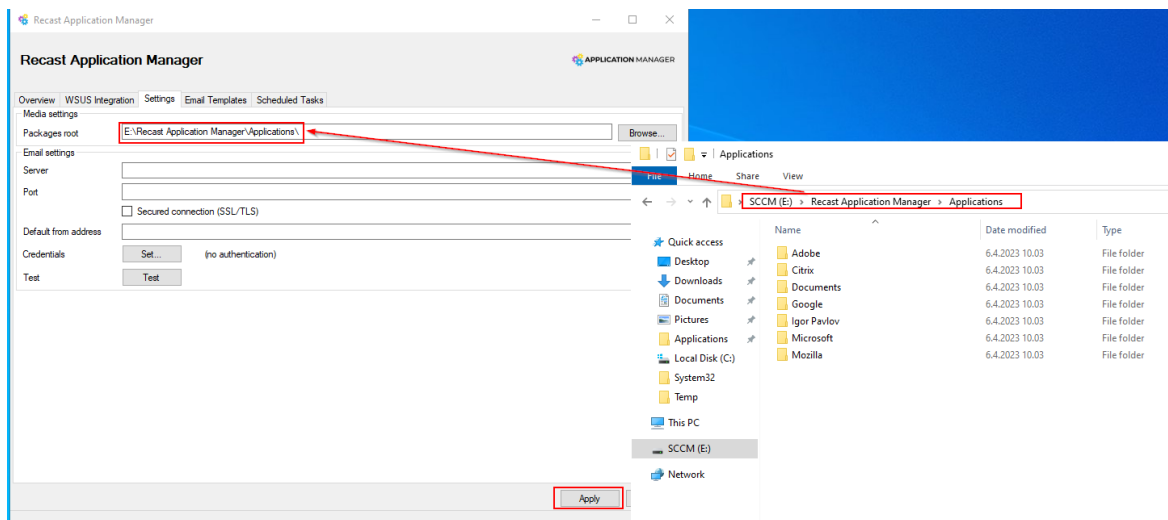 Recast Application Manager
Recast Application Manager
APPLICATION MANAGER
Overview WSUS Integration Settings Email Templates Scheduled Tasks
Media settings
Packages root E:\Recast Application Manager\Applications\ Browse...
Email settings
Server
Port
Secured connection (SSL/TLS)
Default from address
Credentials Set... (no authentication)
Test Test
Apply
Applications
File Home Share View
SCCM (E:) > Recast Application Manager > Applications
Name Date modified Type
Quick access
Desktop
Downloads
Documents
Pictures
Applications
Local Disk (C:)
System32
Temp
This PC
SCCM (E:)
Network
Adobe 6.4.2023 10.03 File folder
Citrix 6.4.2023 10.03 File folder
Documents 6.4.2023 10.03 File folder
Google 6.4.2023 10.03 File folder
Igor Pavlov 6.4.2023 10.03 File folder
Microsoft 6.4.2023 10.03 File folder
Mozilla 6.4.2023 10.03 File folder